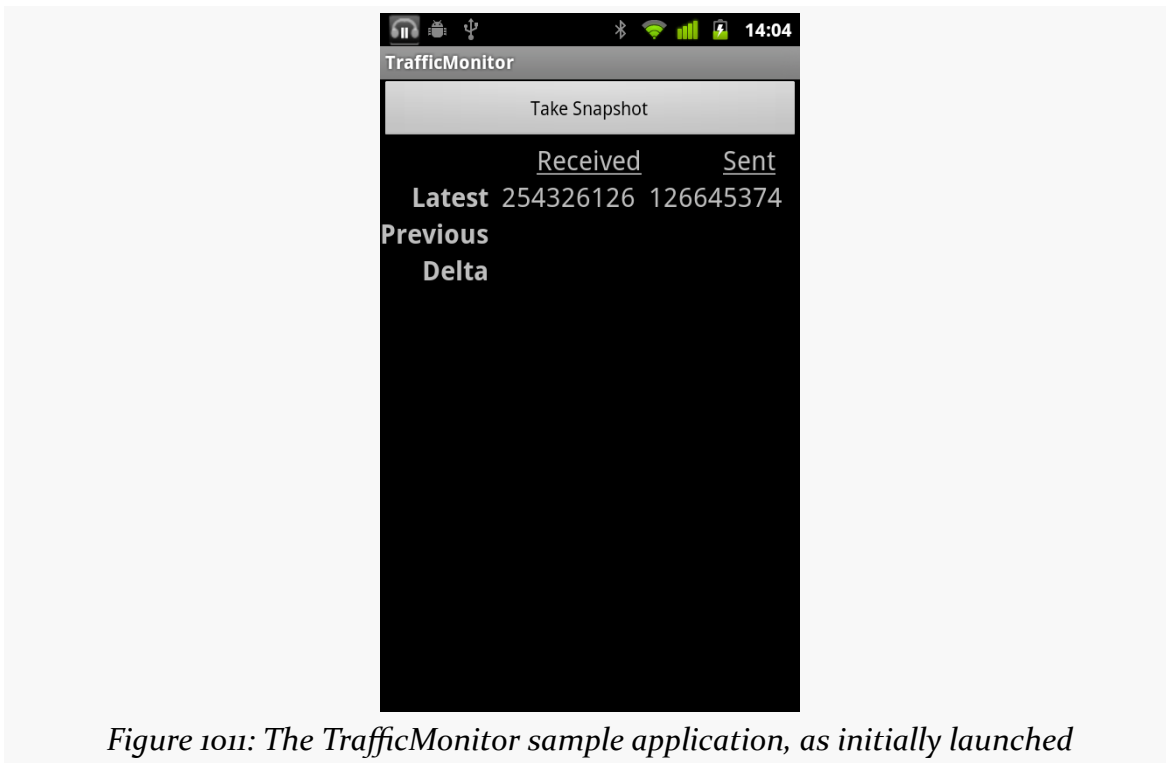 14:04
TrafficMonitor
Take Snapshot
Received Sent
Latest 254326126 126645374
Previous
Delta
Figure 1011: The TrafficMonitor sample application, as initially launched